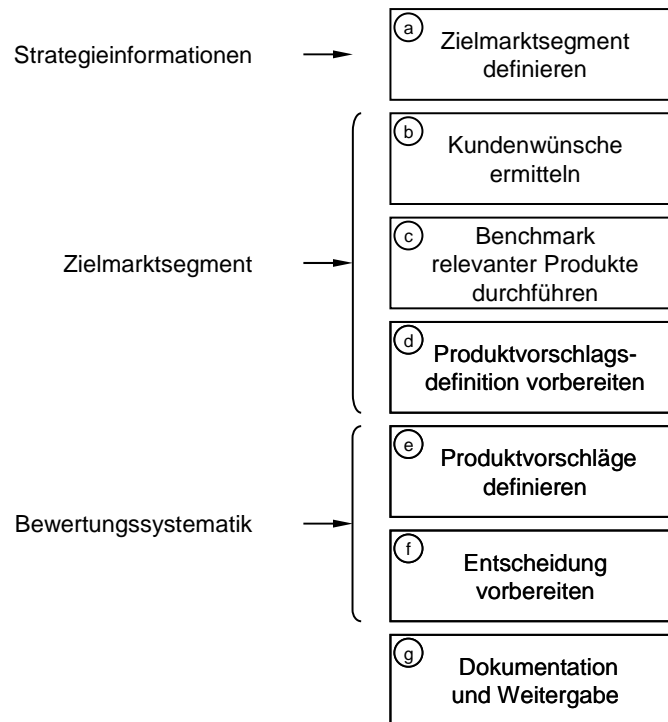 Strategieinformationen
a
Zielmarktsegment
definieren
b
Kundenwünsche
ermitteln
Zielmarktsegment
c
Benchmark
relevanter Produkte
durchführen
d
Produktvorschlags-
definition vorbereiten
e
Produktvorschläge
definieren
Bewertungssystematik
f
Entscheidung
vorbereiten
g
Dokumentation
und Weitergabe